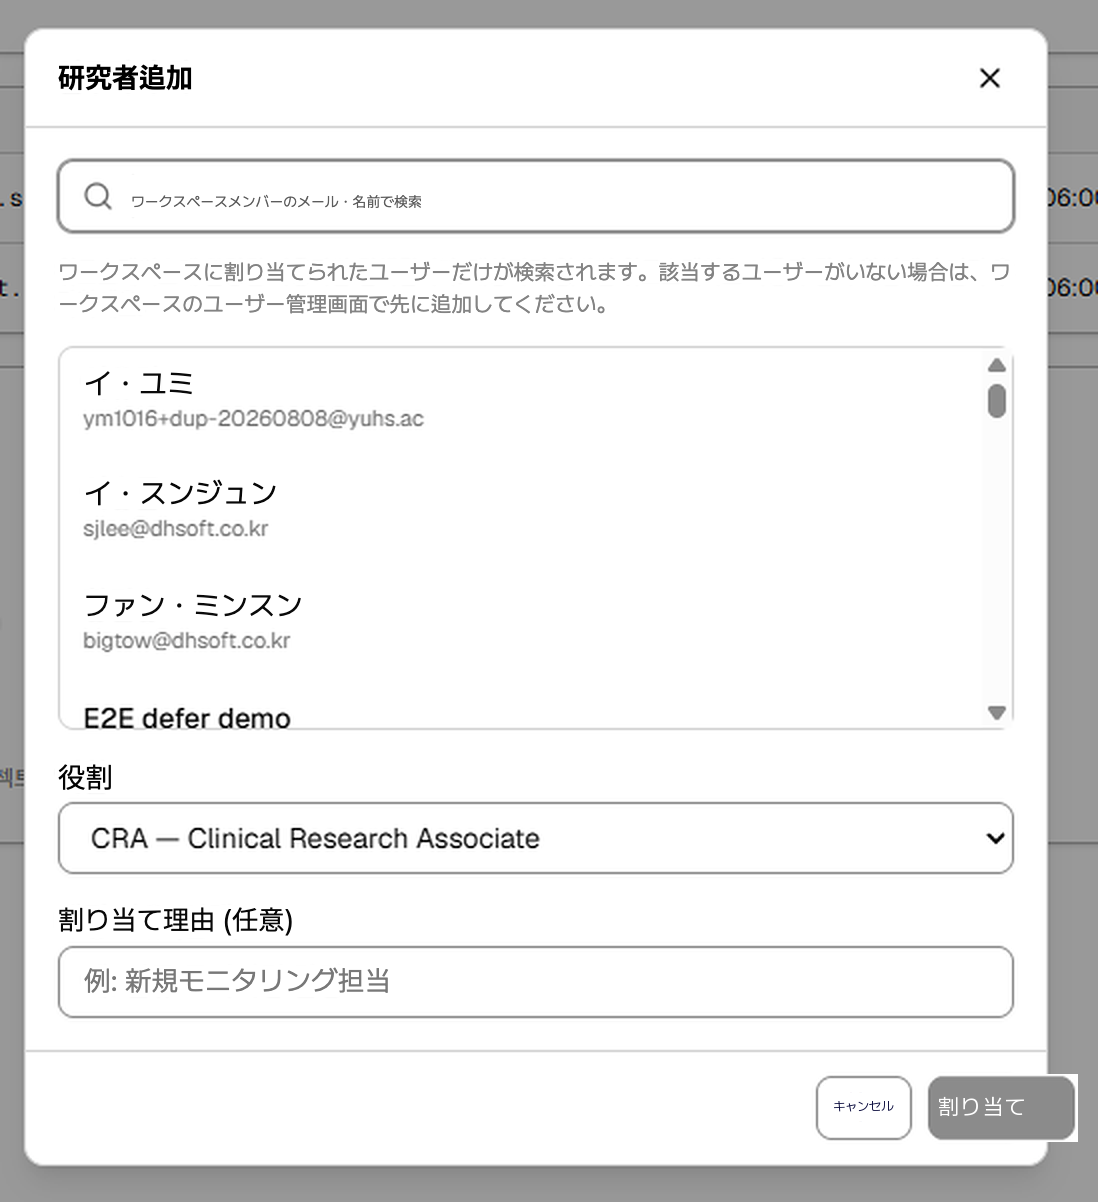 研究者追加
ワークスペースメンバーのメール・名前で検索
ワークスペースに割り当てられたユーザーだけが検索されます。該当するユーザーがいない場合は、ワ
ークスペースのユーザー管理画面で先に追加してください。
イ・ユミ
ym1016+dup-20260808@yuhs.ac
イ・スンジュン
sjlee@dhsoft.co.kr
ファン・ミンスン
bigtow@dhsoft.co.kr
E2E defer demo
役割
CRA — Clinical Research Associate
割り当て理由 (任意)
例: 新規モニタリング担当
キャンセル
割り当て